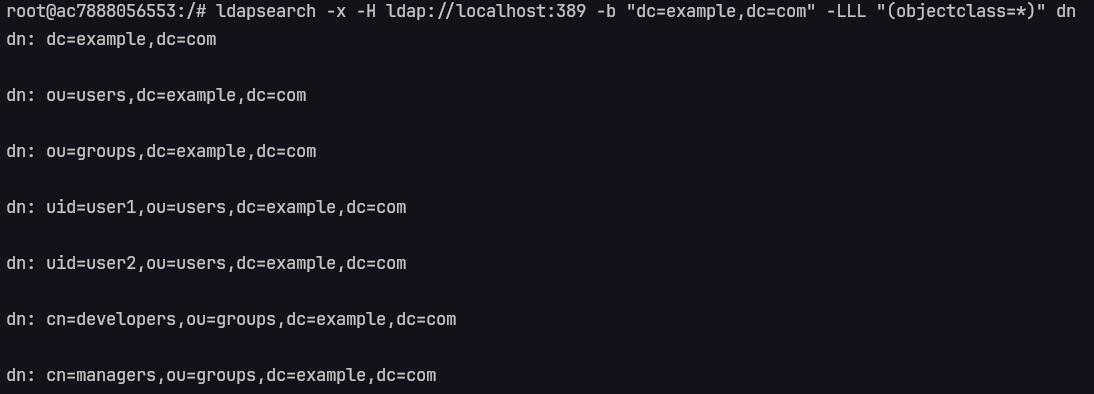 root@ac7888056553:/# ldapsearch -x -H ldap://localhost:389 -b "dc=example,dc=com" -LLL "(objectclass=*)" dn
dn: dc=example,dc=com
dn: ou=users,dc=example,dc=com
dn: ou=groups,dc=example,dc=com
dn: uid=user1,ou=users,dc=example,dc=com
dn: uid=user2,ou=users,dc=example,dc=com
dn: cn=developers,ou=groups,dc=example,dc=com
dn: cn=managers,ou=groups,dc=example,dc=com